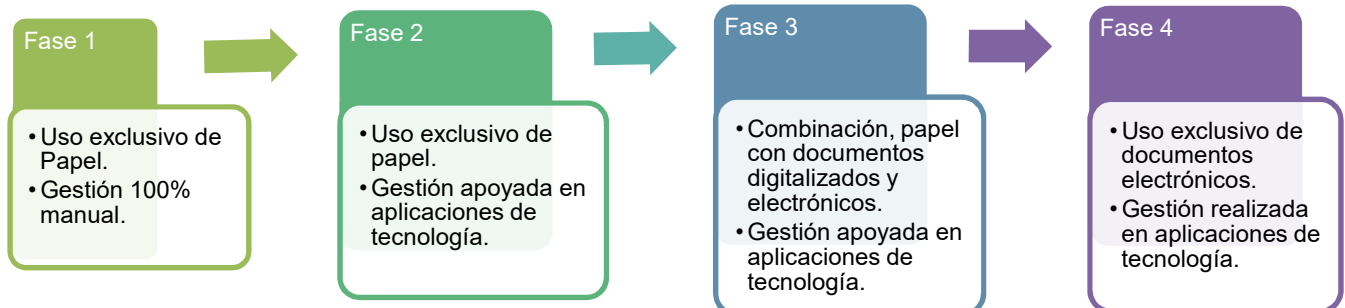 Fase 1
• Uso exclusivo de
Papel.
• Gestión 100%
manual.
Fase 2
• Uso exclusivo de
papel.
• Gestión apoyada en
aplicaciones de
tecnología.
Fase 3
• Combinación, papel
con documentos
digitalizados y
electrónicos.
• Gestión apoyada en
aplicaciones de
tecnología.
Fase 4
• Uso exclusivo de
documentos
electrónicos.
• Gestión realizada
en aplicaciones de
tecnología.